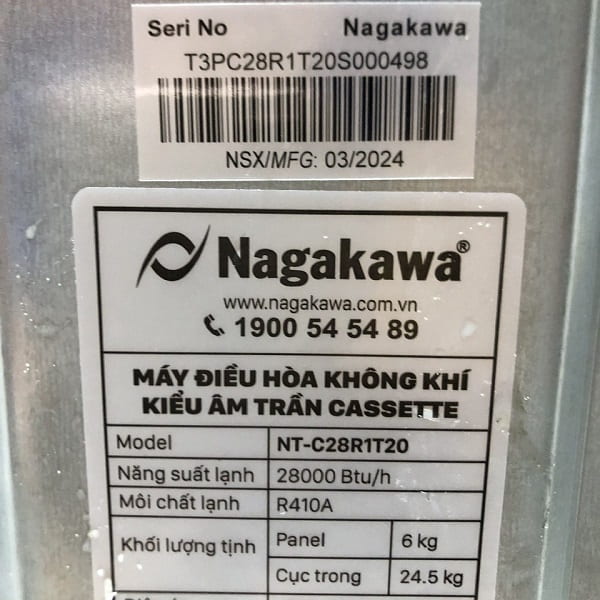 Seri No Nagakawa
T3PC28R1T20S000498
NSX/MFG: 03/2024
Nagakawa®
www.nagakawa.com.vn
1900 54 54 89
MÁY ĐIỀU HÒA KHÔNG KHÍ
KIỂU ÂM TRẦN CASSETTE
Model NT-C28R1T20
Năng suất lạnh 28000 Btu/h
Môi chất lạnh R410A
Khối lượng tịnh Panel 6 kg
Cục trong 24.5 kg